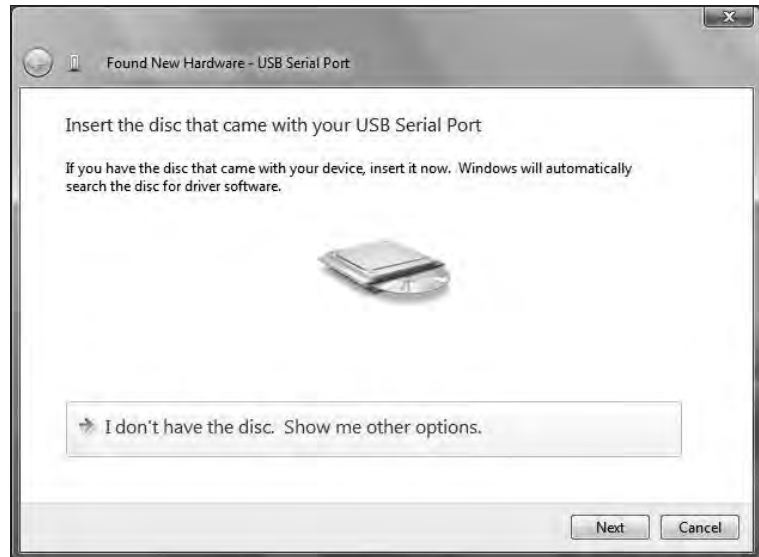 Found New Hardware - USB Serial Port
Insert the disc that came with your USB Serial Port
If you have the disc that came with your device, insert it now.  Windows will automatically
search the disc for driver software.
I don't have the disc.  Show me other options.
Next Cancel